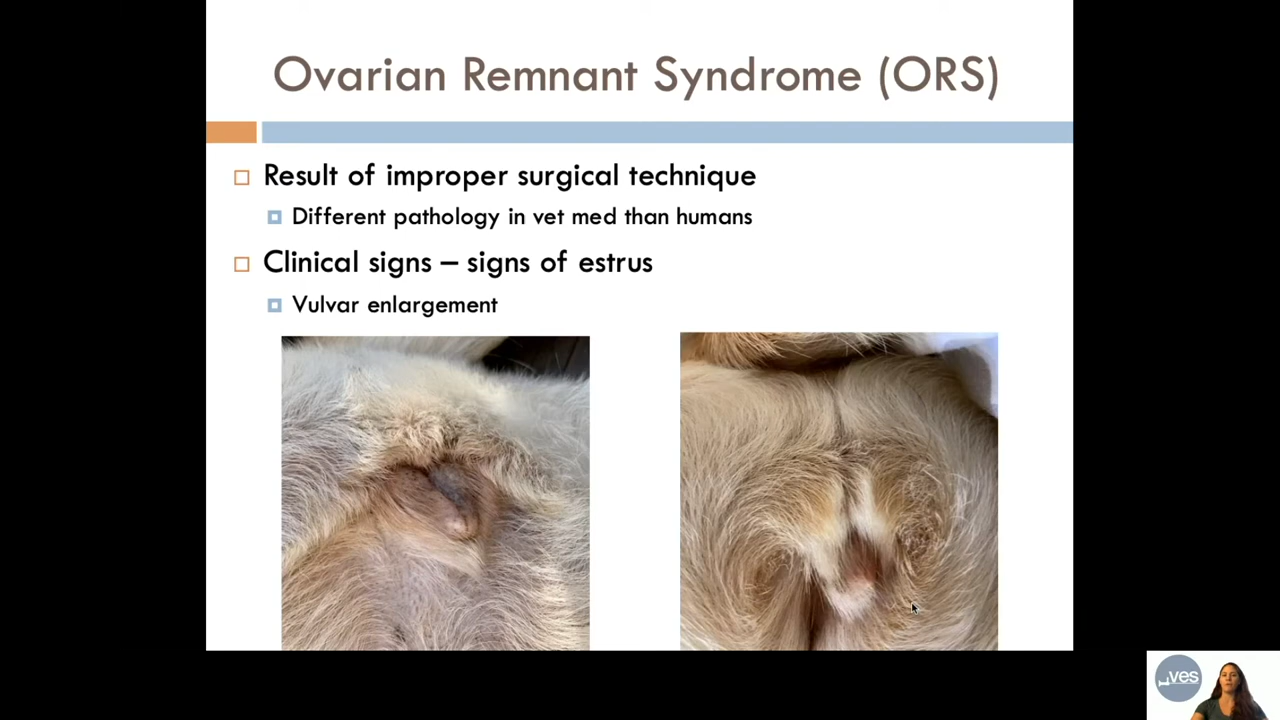 Ovarian Remnant Syndrome (ORS)
Result of improper surgical technique
Different pathology in vet med than humans
Clinical signs – signs of estrus
Vulvar enlargement
ves